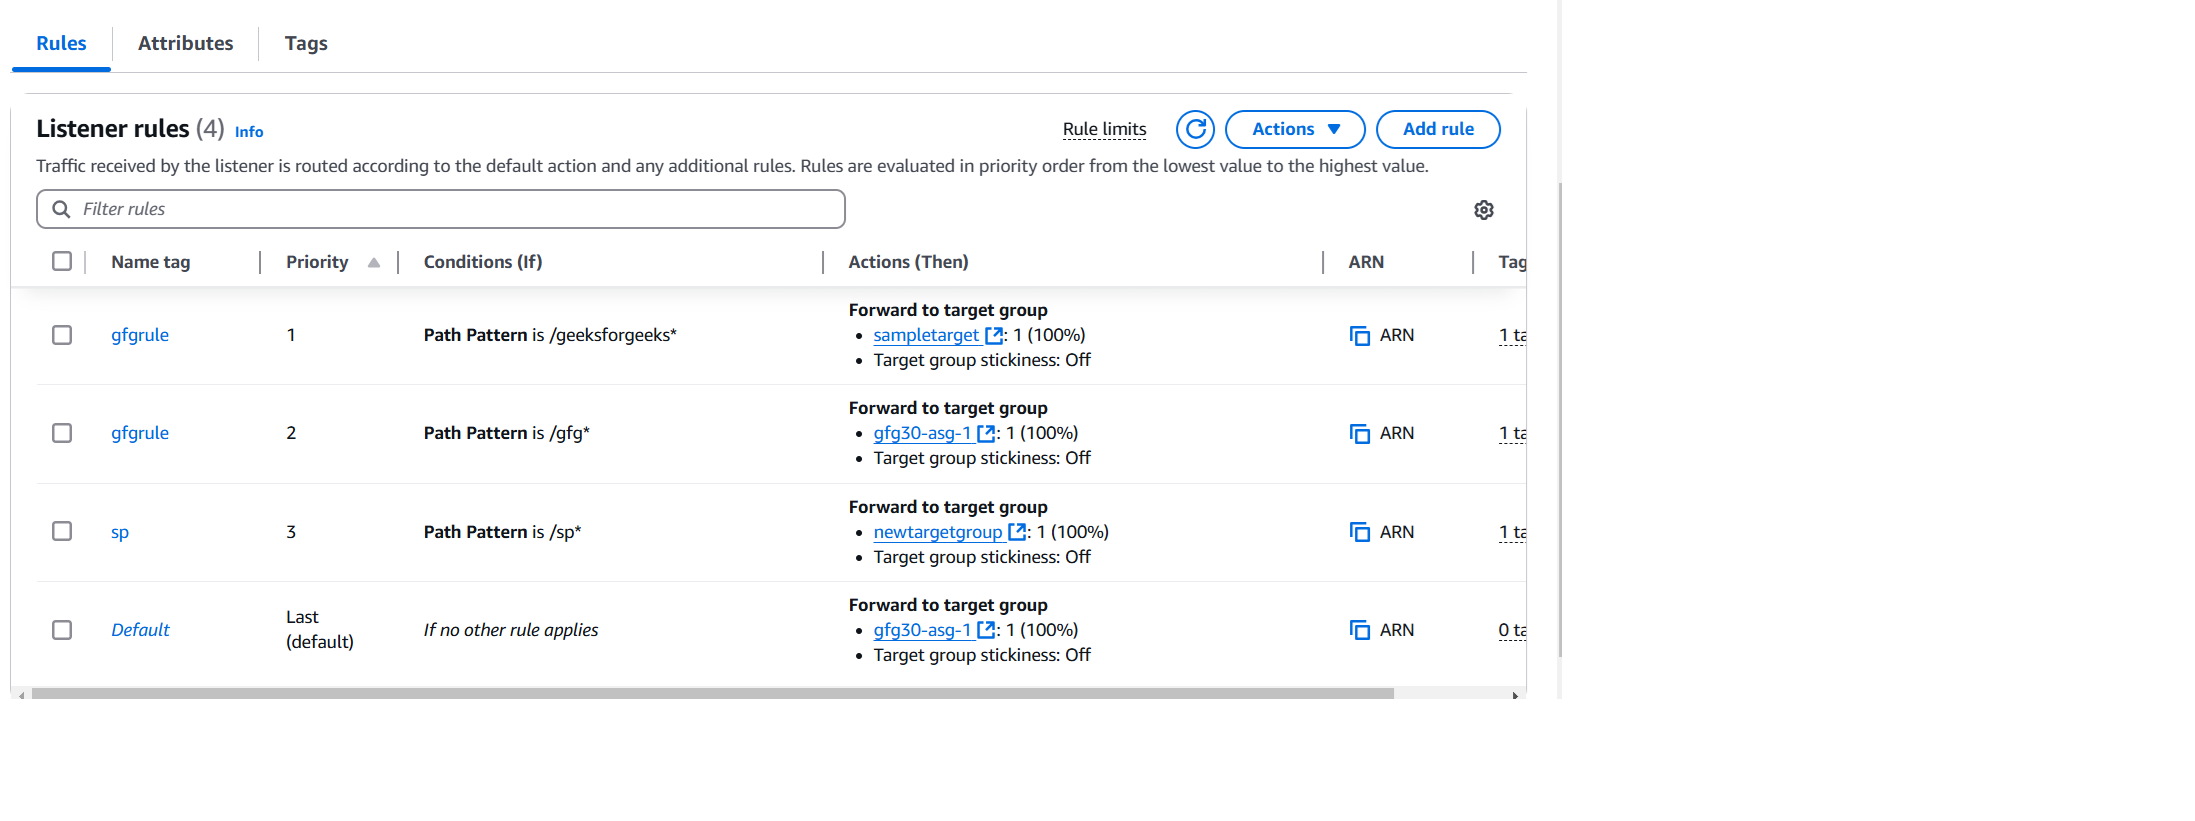 Rules Attributes Tags
Listener rules (4) Info Rule limits Actions Add rule
Traffic received by the listener is routed according to the default action and any additional rules. Rules are evaluated in priority order from the lowest value to the highest value.
Filter rules
Name tag Priority Conditions (If) Actions (Then) ARN Tag
Forward to target group
gfgrule 1 Path Pattern is /geeksforgeeks* • sampletarget : 1 (100%) ARN 1 ta
• Target group stickiness: Off
Forward to target group
gfgrule 2 Path Pattern is /gfg* • gfg30-asg-1 : 1 (100%) ARN 1 ta
• Target group stickiness: Off
Forward to target group
sp 3 Path Pattern is /sp* • newtargetgroup : 1 (100%) ARN 1 ta
• Target group stickiness: Off
Forward to target group
Default Last (default) If no other rule applies • gfg30-asg-1 : 1 (100%) ARN 0 ta
• Target group stickiness: Off